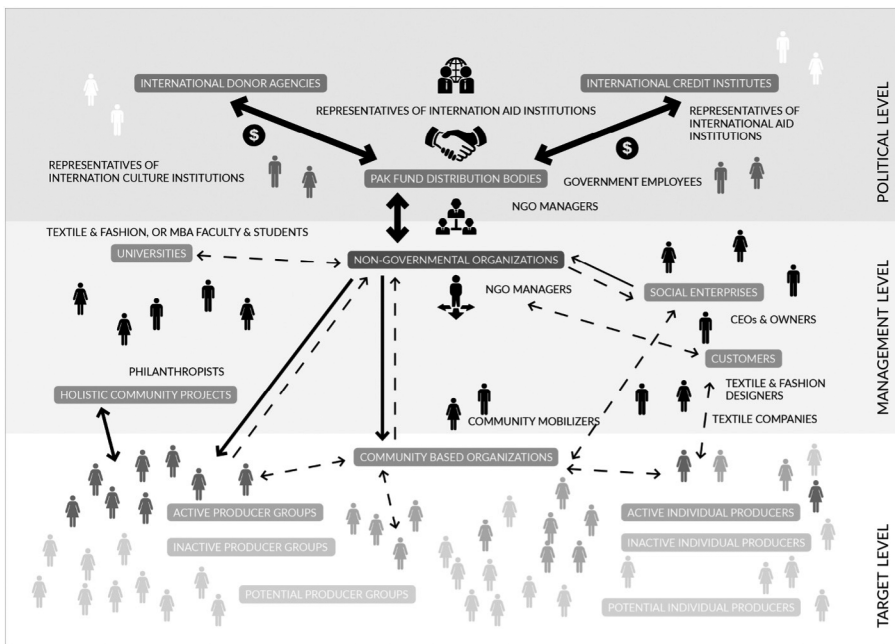 INTERNATIONAL DONOR AGENCIES
INTERNATIONAL CREDIT INSTITUTES
REPRESENTATIVES OF INTERNATION AID INSTITUTIONS
REPRESENTATIVES OF
INTERNATIONAL AID
INSTITUTIONS
$
$
REPRESENTATIVES OF
INTERNATION CULTURE INSTITUTIONS
PAK FUND DISTRIBUTION BODIES
GOVERNMENT EMPLOYEES
NGO MANAGERS
POLITICAL LEVEL
TEXTILE & FASHION, OR MBA FACULTY & STUDENTS
UNIVERSITIES
NON-GOVERNMENTAL ORGANIZATIONS
NGO MANAGERS
SOCIAL ENTERPRISES
CEOs & OWNERS
CUSTOMERS
PHILANTHROPISTS
HOLISTIC COMMUNITY PROJECTS
TEXTILE & FASHION
DESIGNERS
COMMUNITY MOBILIZERS
TEXTILE COMPANIES
MANAGEMENT LEVEL
COMMUNITY BASED ORGANIZATIONS
ACTIVE PRODUCER GROUPS
ACTIVE INDIVIDUAL PRODUCERS
INACTIVE PRODUCER GROUPS
INACTIVE INDIVIDUAL PRODUCERS
POTENTIAL PRODUCER GROUPS
POTENTIAL INDIVIDUAL PRODUCERS
TARGET LEVEL